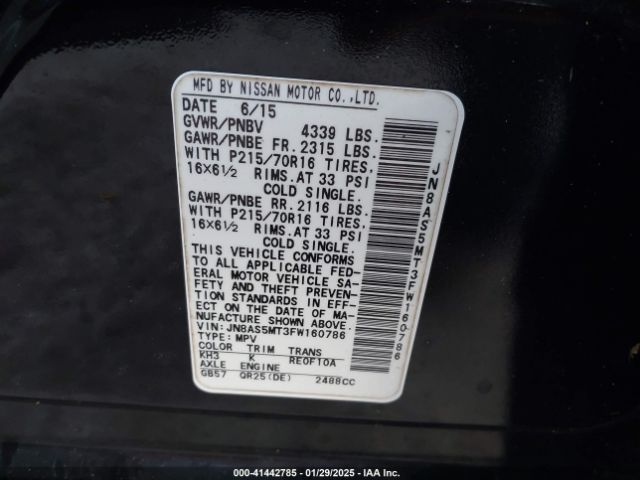 MFD BY NISSAN MOTOR CO.,LTD.
DATE 6/15
GVWR/PNBV 4339 LBS.
GAWR/PNBE FR. 2315 LBS.
WITH P215/70R16 TIRES,
16X6½ RIMS.AT 33 PSI
COLD SINGLE.
GAWR/PNBE RR. 2116 LBS.
WITH P215/70R16 TIRES,
16X6½ RIMS.AT 33 PSI
COLD SINGLE.
THIS VEHICLE CONFORMS
TO ALL APPLICABLE FED-
ERAL MOTOR VEHICLE SA-
FETY AND THEFT PREVEN-
TION STANDARDS IN EFF-
ECT ON THE DATE OF MA-
NUFACTURE SHOWN ABOVE.
VIN: JN8AS5MT3FW160786
TYPE: MPV
COLOR TRIM TRANS
KH3 K RE0F10A
AXLE ENGINE
GB57 QR25(DE) 2488CC
JN8AS5MT3FW160786
000-41442785 - 01/29/2025 - IAA Inc.